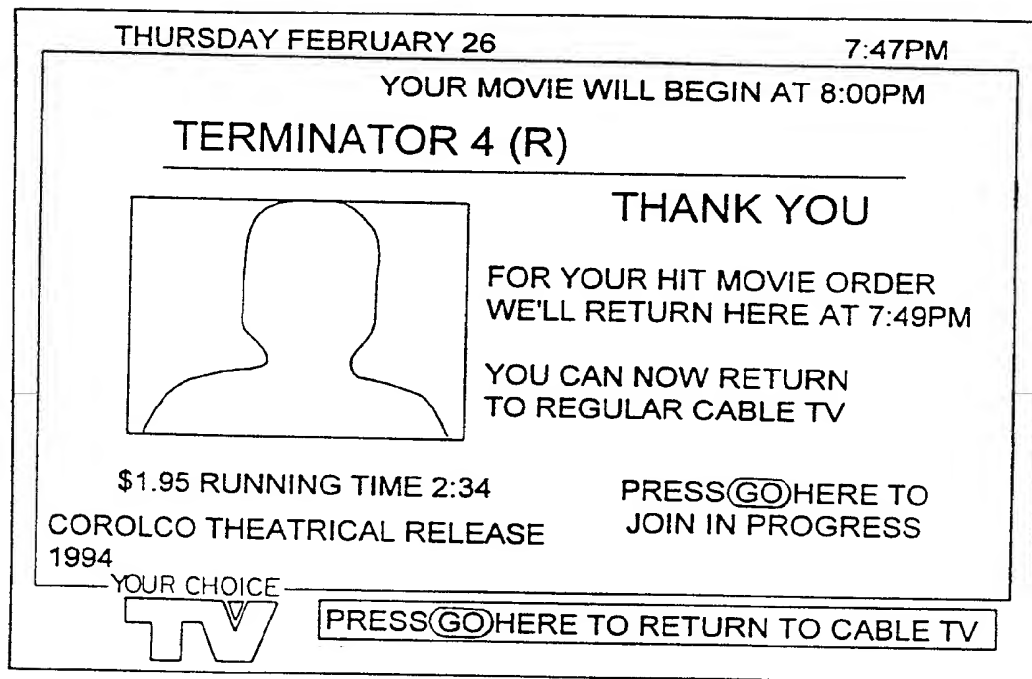 THURSDAY FEBRUARY 26 7:47PM
YOUR MOVIE WILL BEGIN AT 8:00PM
TERMINATOR 4 (R)
THANK YOU
FOR YOUR HIT MOVIE ORDER
WE'LL RETURN HERE AT 7:49PM
YOU CAN NOW RETURN
TO REGULAR CABLE TV
$1.95 RUNNING TIME 2:34
COROLCO THEATRICAL RELEASE
1994
PRESS GO HERE TO
JOIN IN PROGRESS
YOUR CHOICE
TV
PRESS GO HERE TO RETURN TO CABLE TV